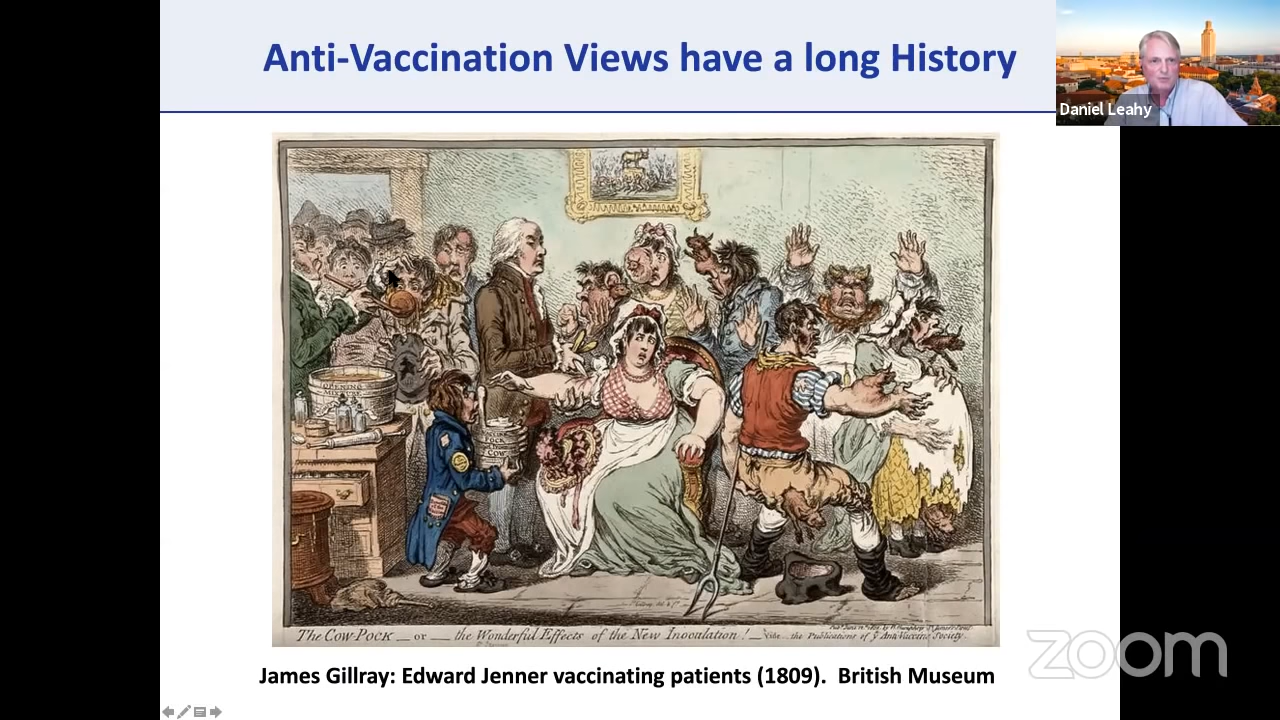 Anti-Vaccination Views have a long History
Daniel Leahy
OPENING
The Cow-Pock — or — the Wonderful Effects of the New Inoculation! — Vide. the Publications of ye Anti-Vaccine Society.
James Gillray: Edward Jenner vaccinating patients (1809). British Museum
zoom